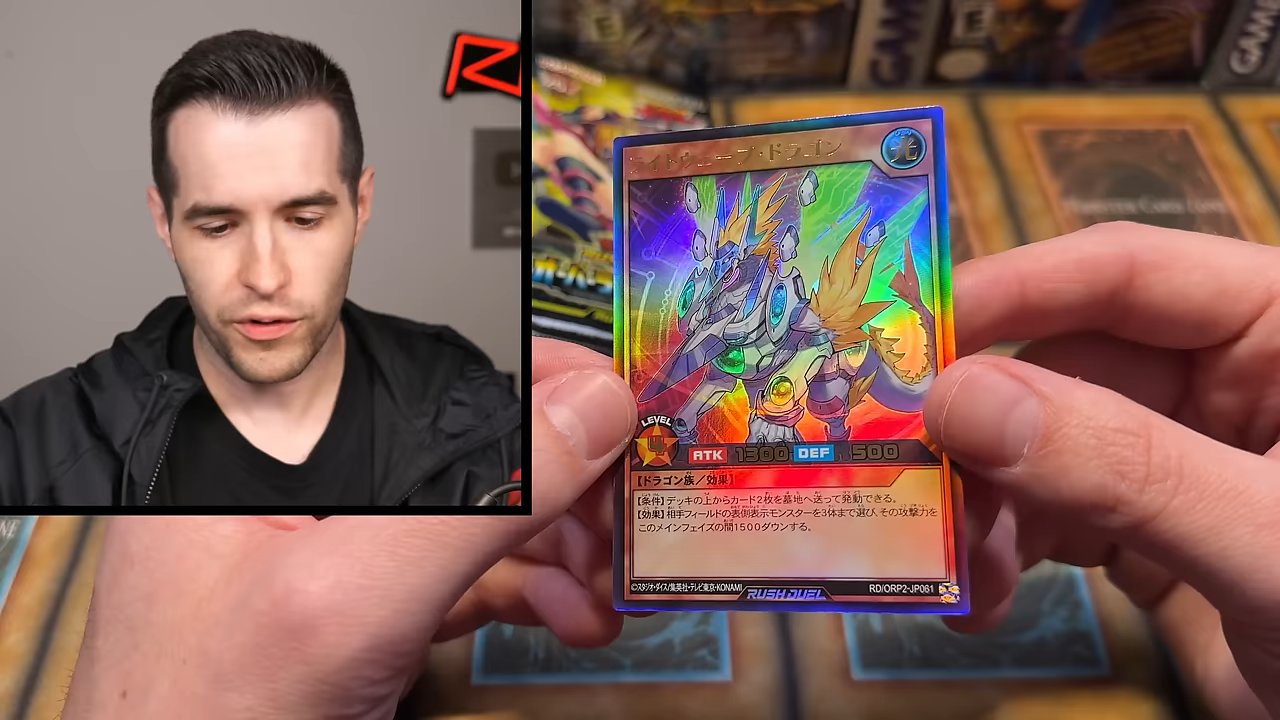 ライトウェーブ・ドラゴン
光
LEVEL
4
ATK 1300 DEF 500
【ドラゴン族／効果】
【条件】デッキの上からカード2枚を墓地へ送って発動できる。
【効果】相手フィールドの表側表示モンスターを3体まで選び、その攻撃力を
このメインフェイズの間1500ダウンする。
©スタジオ・ダイス/集英社・テレビ東京・KONAMI
RUSH DUEL
RD/ORP2-JP061
GAME
GAME
E
E